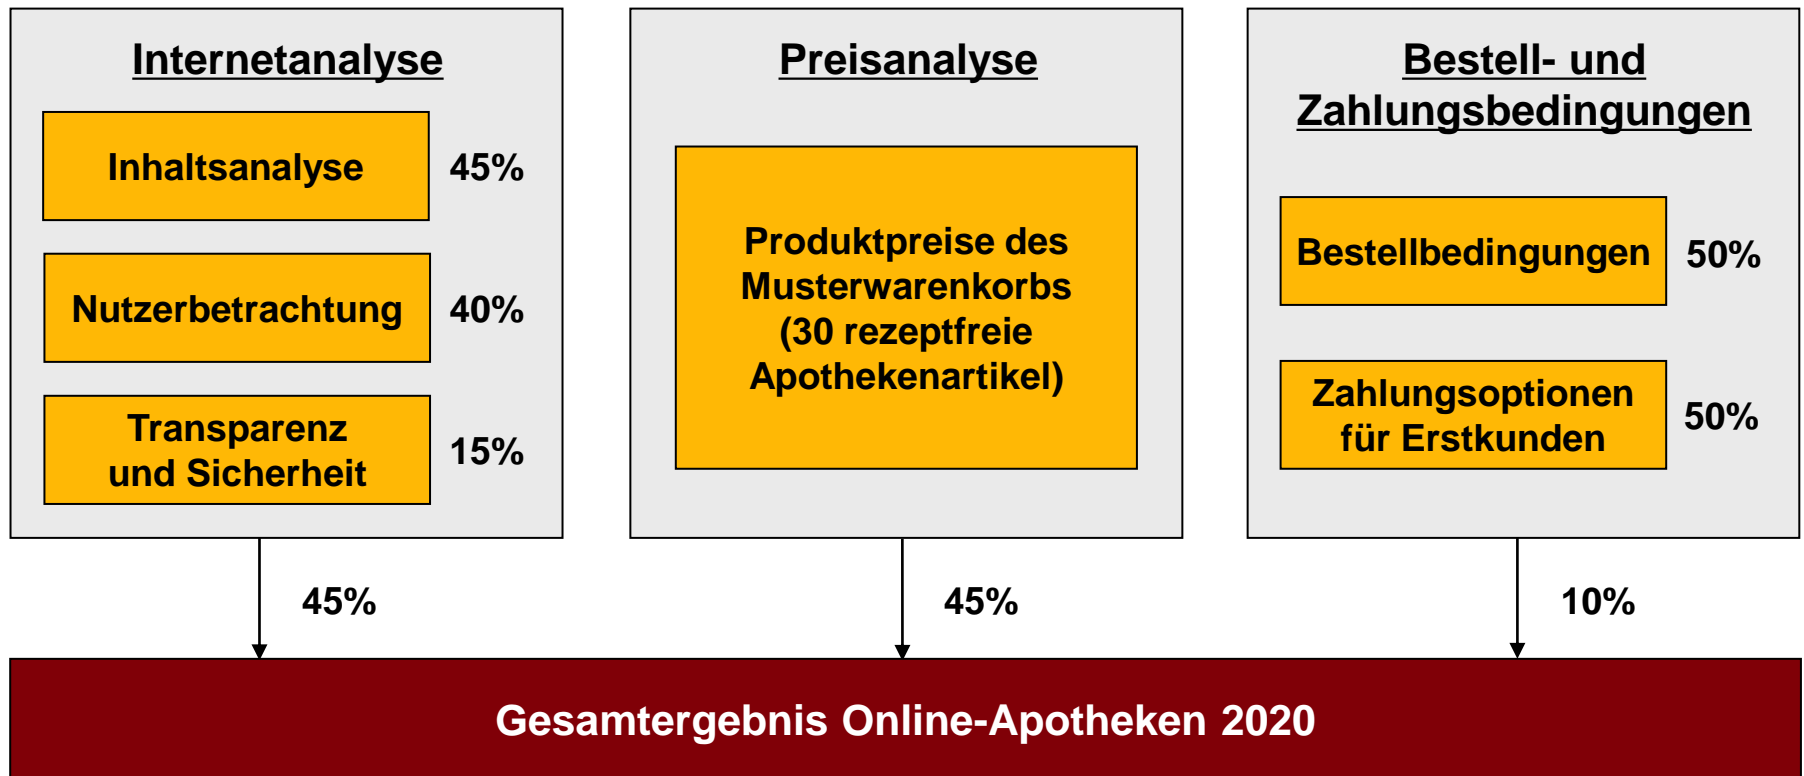 Internetanalyse
Inhaltsanalyse
45%
Nutzerbetrachtung
40%
Transparenz
und Sicherheit
15%
Preisanalyse
Produktpreise des
Musterwarenkorbs
(30 rezeptfreie
Apothekenartikel)
Bestell- und
Zahlungsbedingungen
Bestellbedingungen
50%
Zahlungsoptionen
für Erstkunden
50%
45%
45%
10%
Gesamtergebnis Online-Apotheken 2020